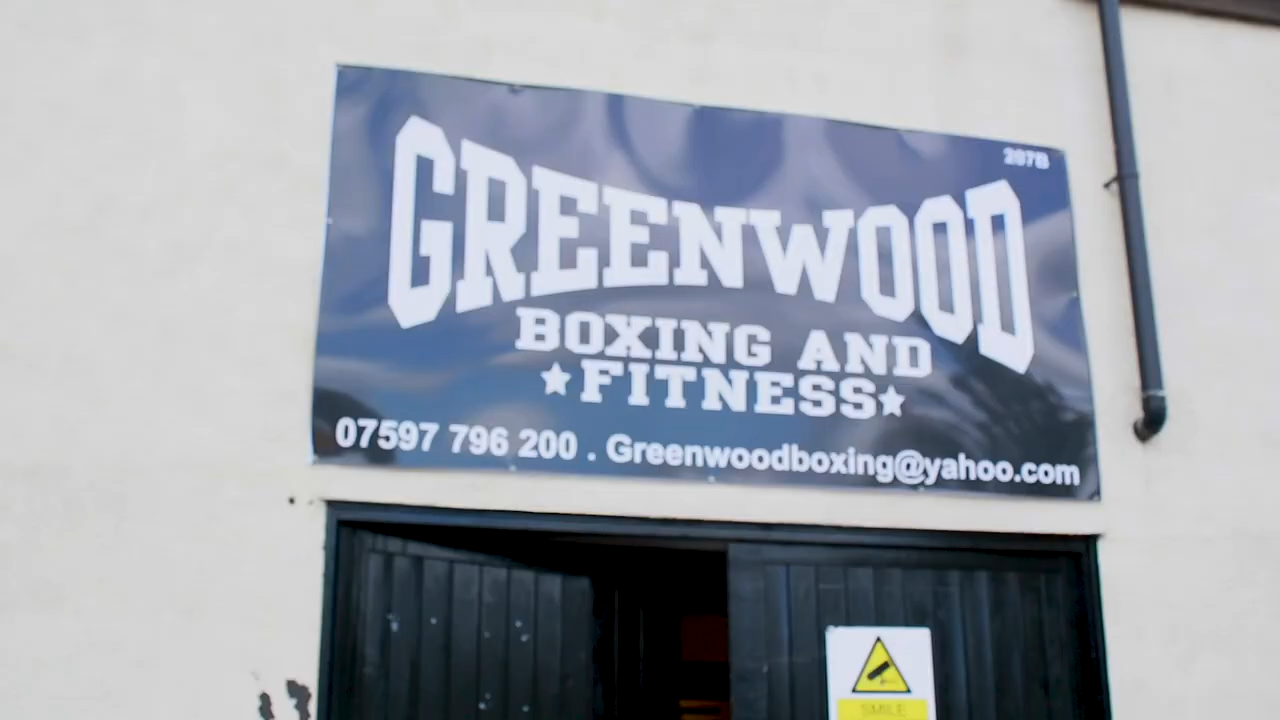 207B
GREENWOOD
BOXING AND
FITNESS
07597 796 200 . Greenwoodboxing@yahoo.com
SMILE